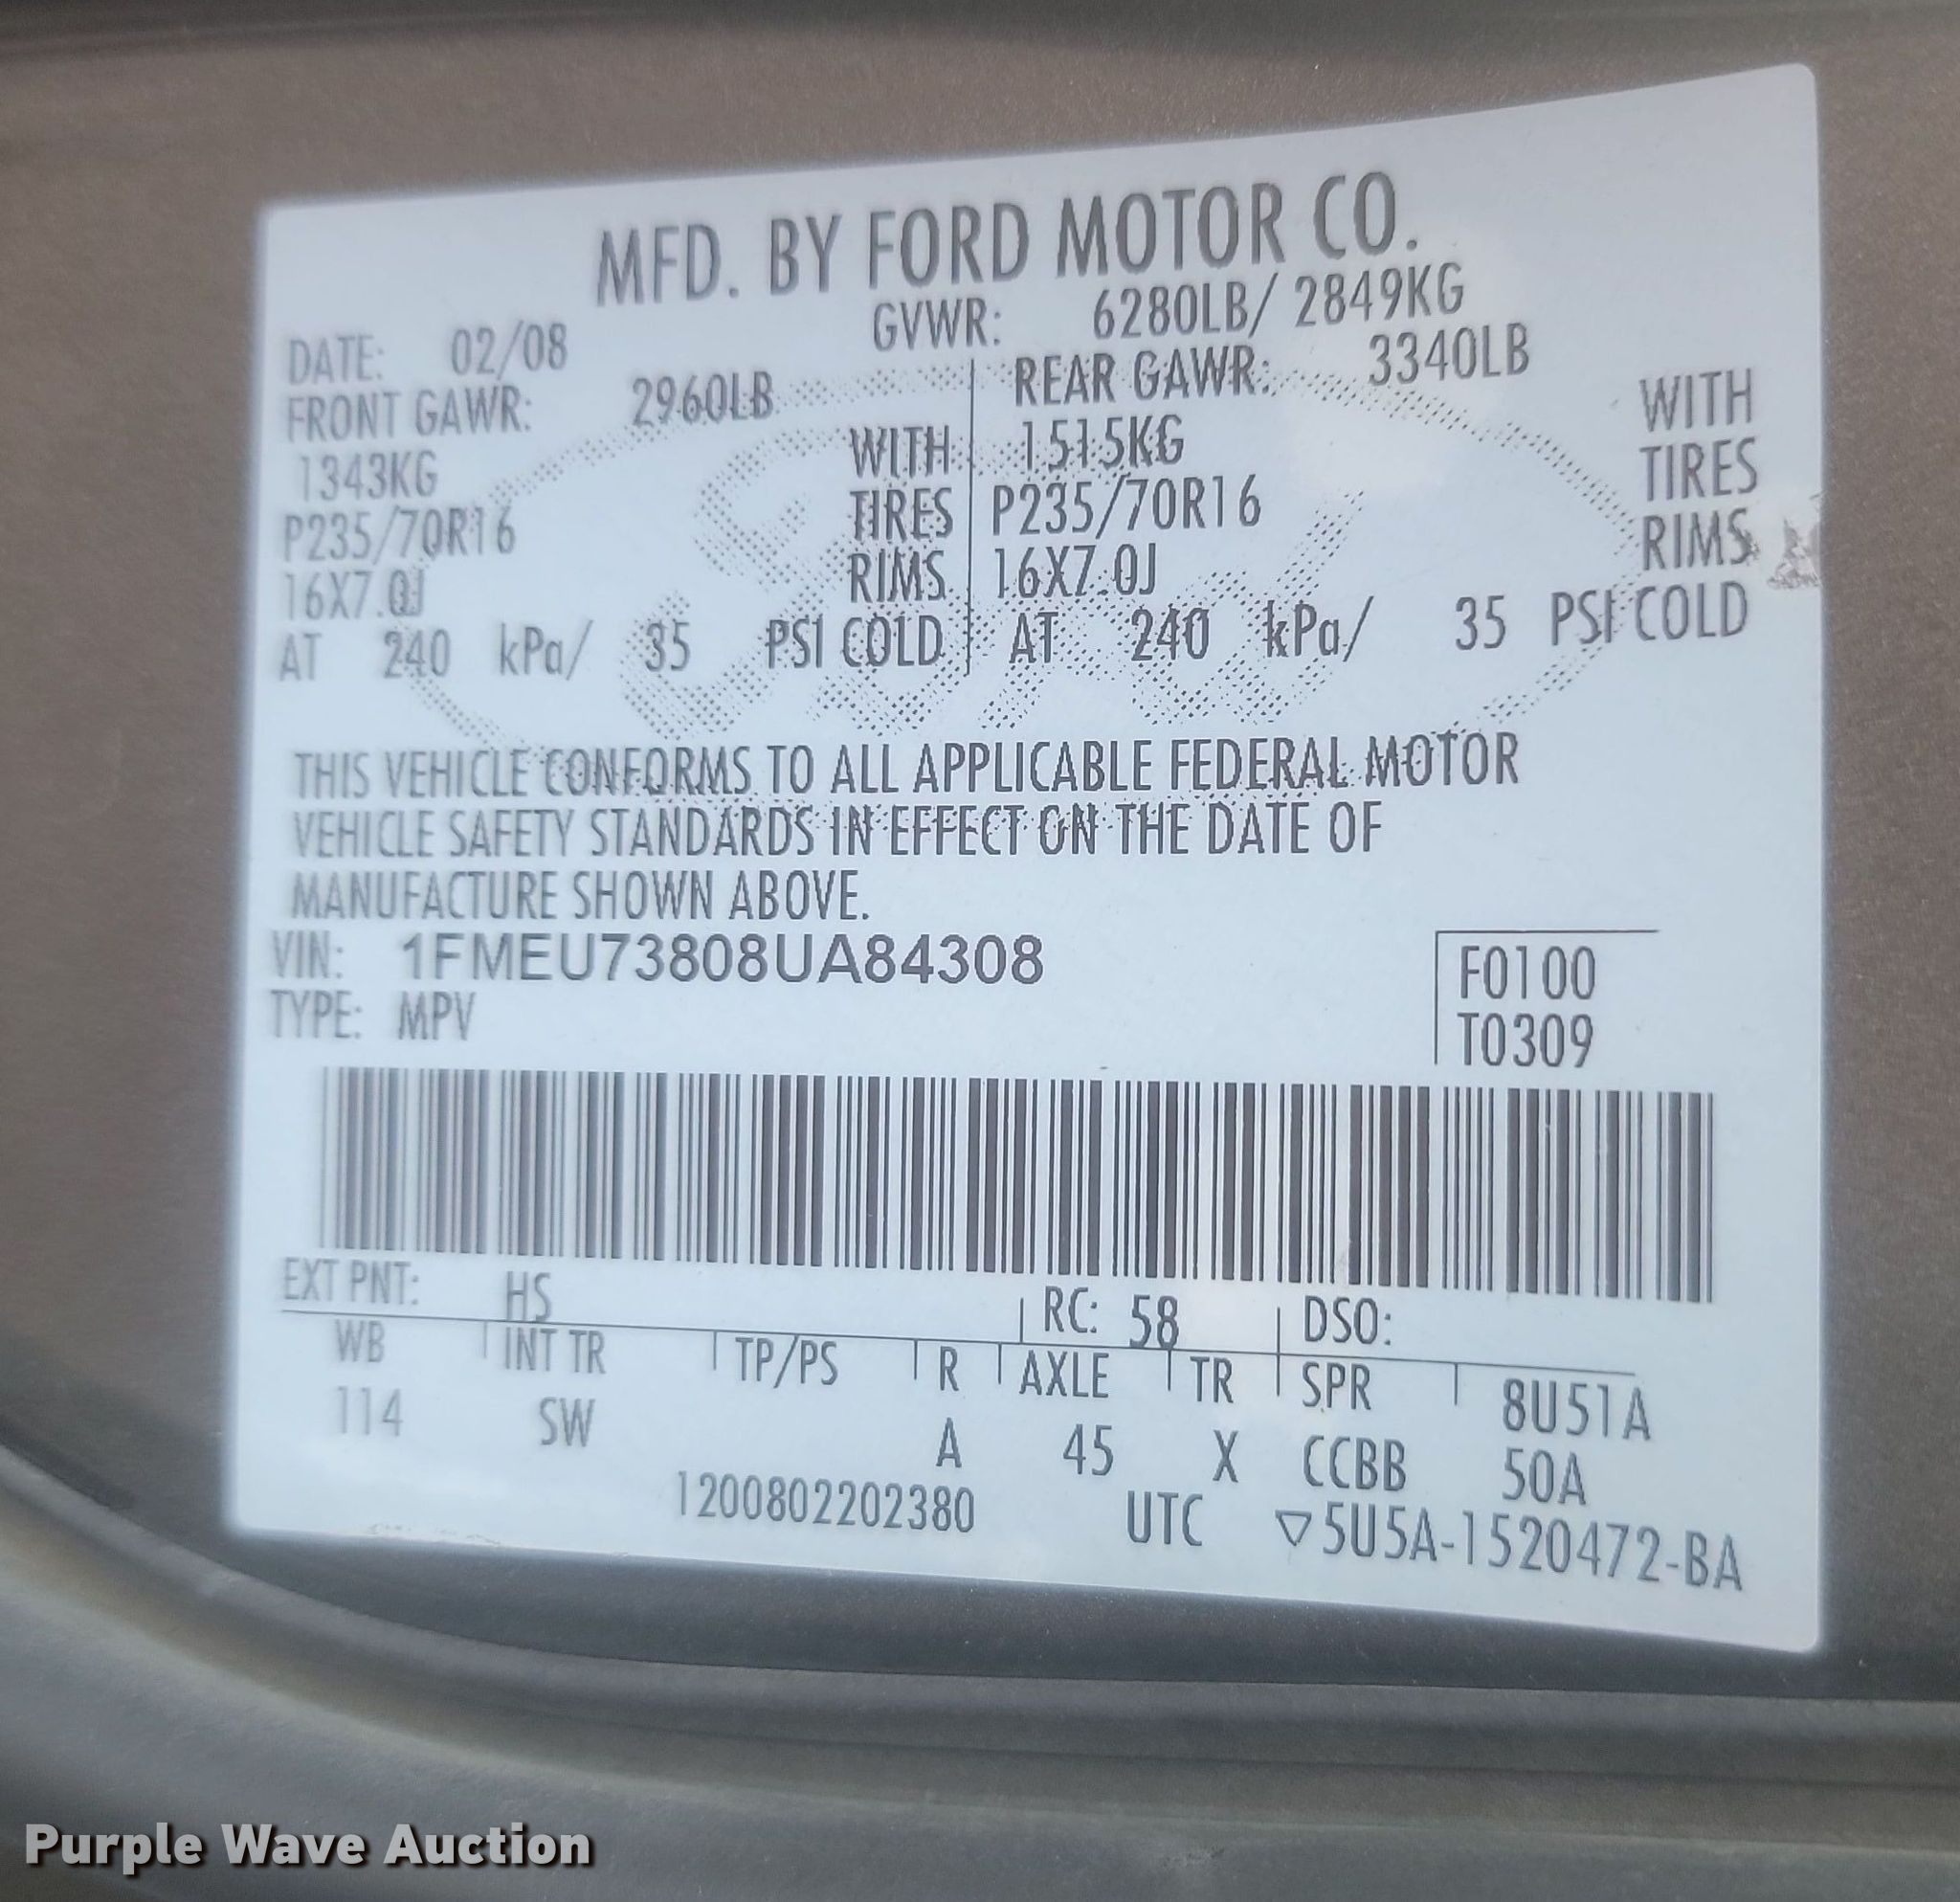 MFD. BY FORD MOTOR CO.
DATE: 02/08 GVWR: 6280LB/ 2849KG
FRONT GAWR: 2960LB REAR GAWR: 3340LB
1343KG WITH 1515KG WITH
P235/70R16 TIRES P235/70R16 TIRES
16X7.0J RIMS 16X7.0J RIMS
AT 240 kPa/ 35 PSI COLD AT 240 kPa/ 35 PSI COLD
THIS VEHICLE CONFORMS TO ALL APPLICABLE FEDERAL MOTOR
VEHICLE SAFETY STANDARDS IN EFFECT ON THE DATE OF
MANUFACTURE SHOWN ABOVE.
VIN: 1FMEU73808UA84308 F0100
TYPE: MPV T0309
EXT PNT: HS RC: 58 DSO:
WB INT TR TP/PS R AXLE TR SPR 8U51A
114 SW A 45 X CCBB 50A
1200802202380 UTC ▽5U5A-1520472-BA
Purple Wave Auction